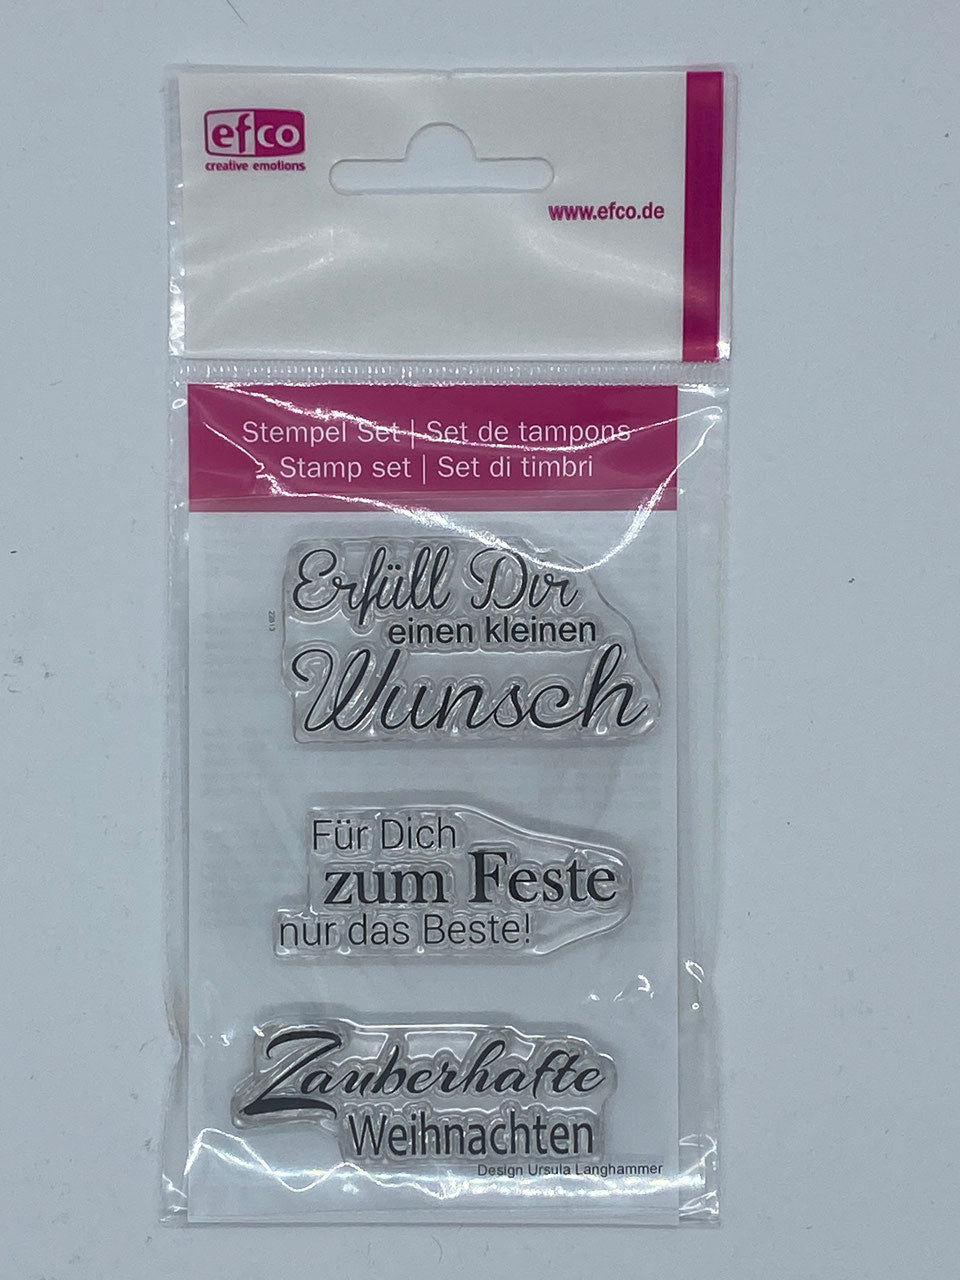 efco
creative emotions
www.efco.de
Stempel Set | Set de tampons
Stamp set | Set di timbri
Erfüll Dir
einen kleinen
Wunsch
Für Dich
zum Feste
nur das Beste!
Zauberhafte
Weihnachten
Design Ursula Langhammer